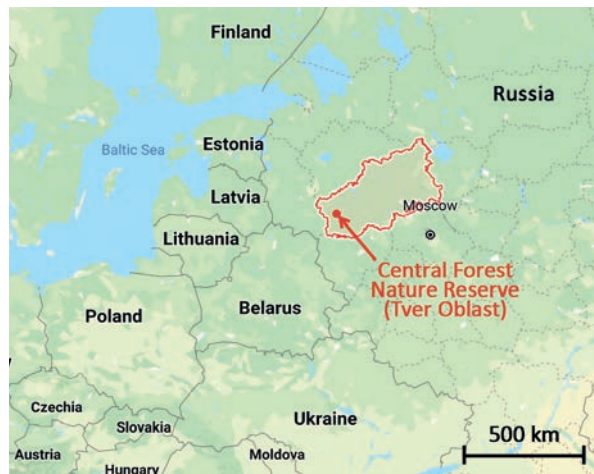 Finland
Russia
Baltic Sea
Estonia
Latvia
Moscow
Lithuania
Central Forest
Nature Reserve
(Tver Oblast)
Belarus
Poland
Czechia
Ukraine
Slovakia
500 km
Austria
Moldova
Hungary